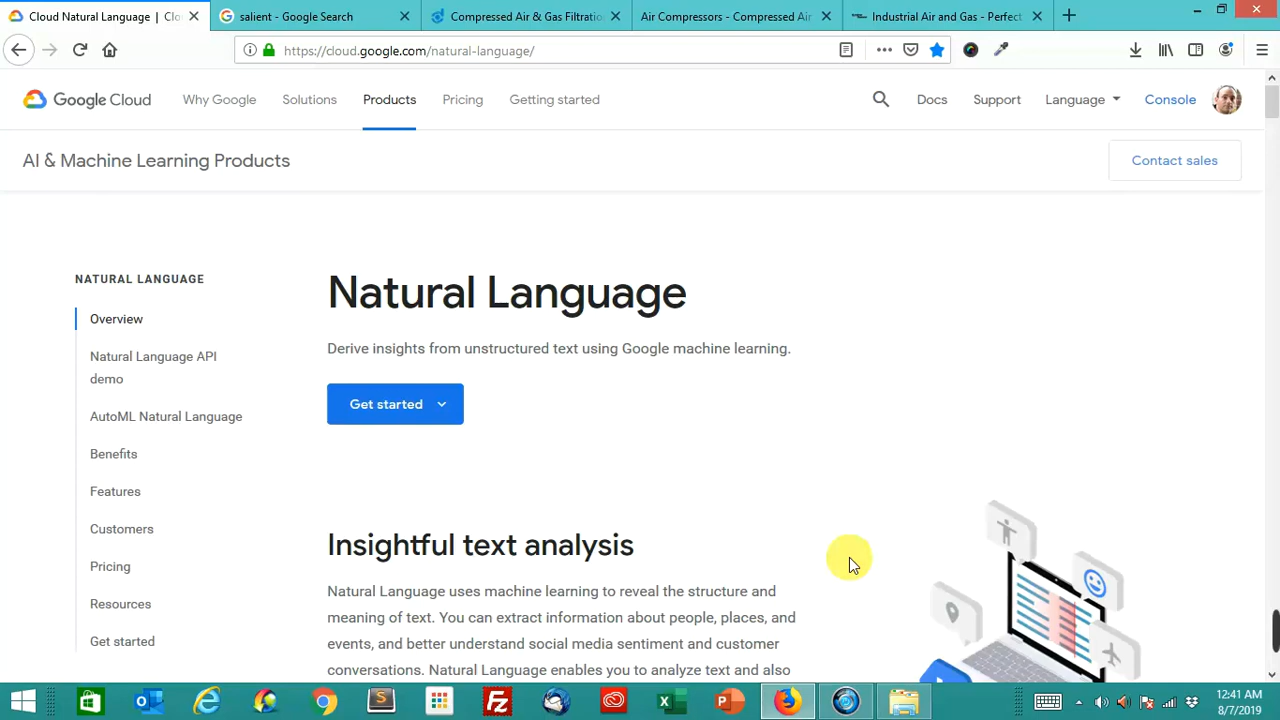 Cloud Natural Language | Clo
salient - Google Search
Compressed Air & Gas Filtration
Air Compressors - Compressed Air
Industrial Air and Gas - Perfect
https://cloud.google.com/natural-language/
Google Cloud
Why Google
Solutions
Products
Pricing
Getting started
Docs
Support
Language
Console
AI & Machine Learning Products
Contact sales
NATURAL LANGUAGE
Overview
Natural Language API
demo
AutoML Natural Language
Benefits
Features
Customers
Pricing
Resources
Get started
Natural Language
Derive insights from unstructured text using Google machine learning.
Get started
Insightful text analysis
Natural Language uses machine learning to reveal the structure and
meaning of text. You can extract information about people, places, and
events, and better understand social media sentiment and customer
conversations. Natural Language enables you to analyze text and also
12:41 AM
8/7/2019